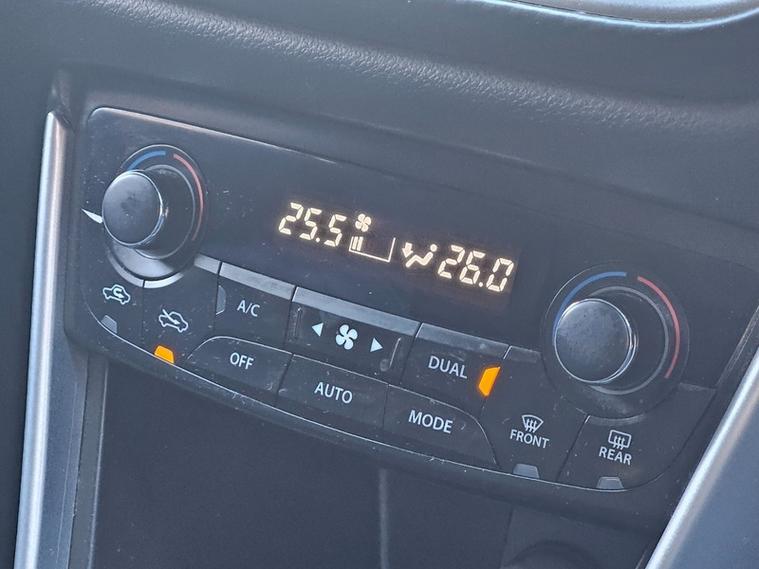 25.5 26.0
A/C
OFF
AUTO
MODE
DUAL
FRONT
REAR